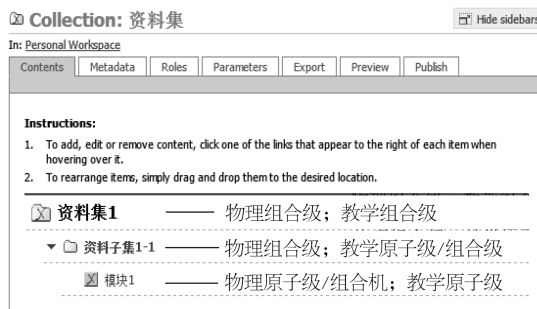 Collection: 资料集
Hide sidebars
In: Personal Workspace
Contents Metadata Roles Parameters Export Preview Publish
Instructions:
1. To add, edit or remove content, click one of the links that appear to the right of each item when
hovering over it.
2. To rearrange items, simply drag and drop them to the desired location.
资料集1 —— 物理组合级；教学组合级
资料子集1-1 —— 物理组合级；教学原子级/组合级
模块1 —— 物理原子级/组合机；教学原子级